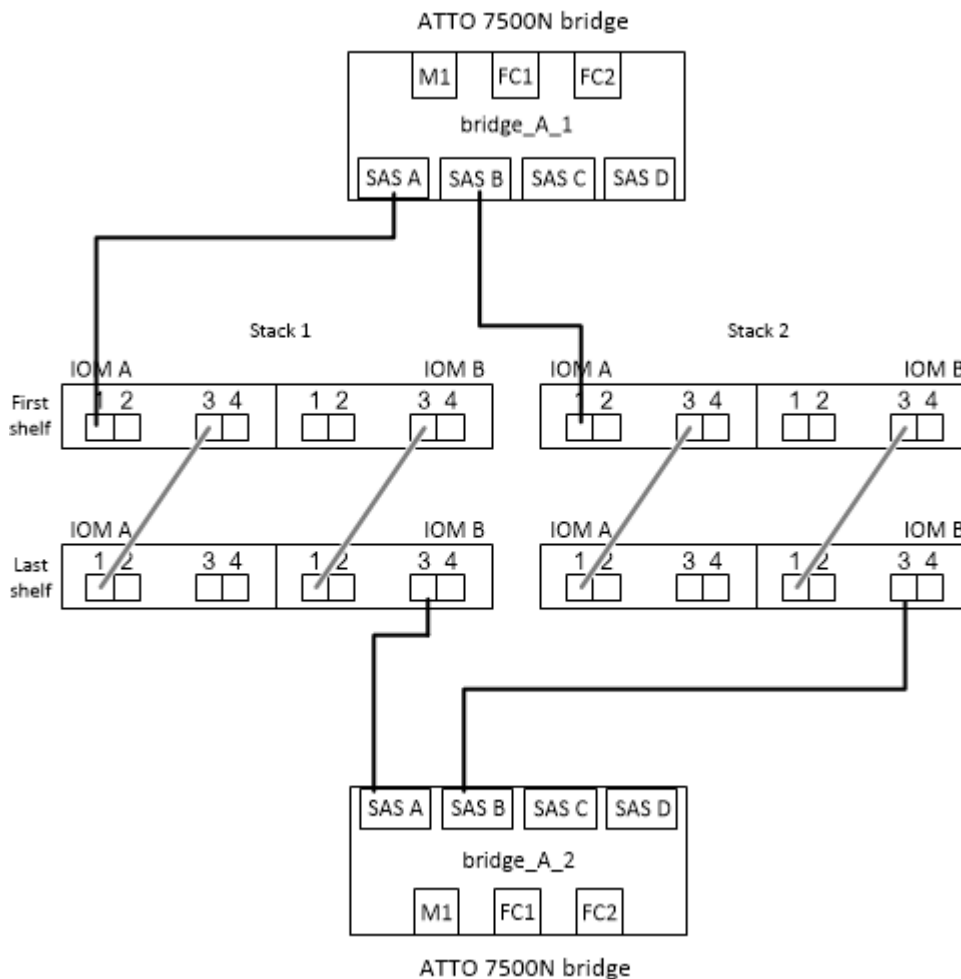 ATTO 7500N bridge
M1 FC1 FC2
bridge_A_1
SAS A SAS B SAS C SAS D
Stack 1 Stack 2
IOM A IOM B IOM A IOM B
First shelf 1 2 3 4 1 2 3 4 1 2 3 4 1 2 3 4
IOM A IOM B IOM A IOM B
Last shelf 1 2 3 4 1 2 3 4 1 2 3 4 1 2 3 4
SAS A SAS B SAS C SAS D
bridge_A_2
M1 FC1 FC2
ATTO 7500N bridge